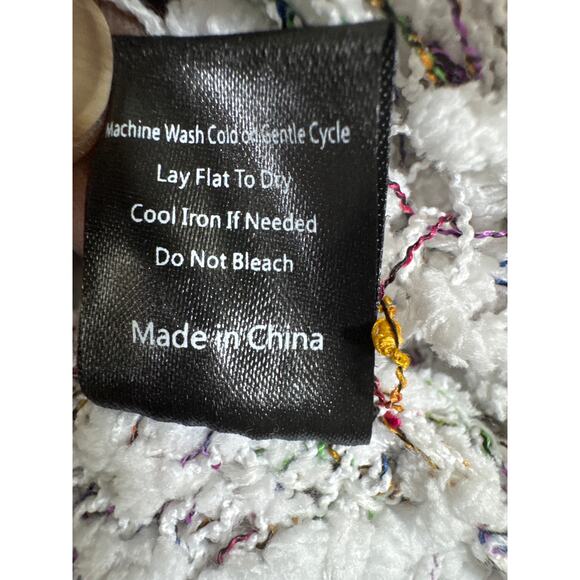 Machine Wash Cold on Gentle Cycle
Lay Flat To Dry
Cool Iron If Needed
Do Not Bleach
Made in China